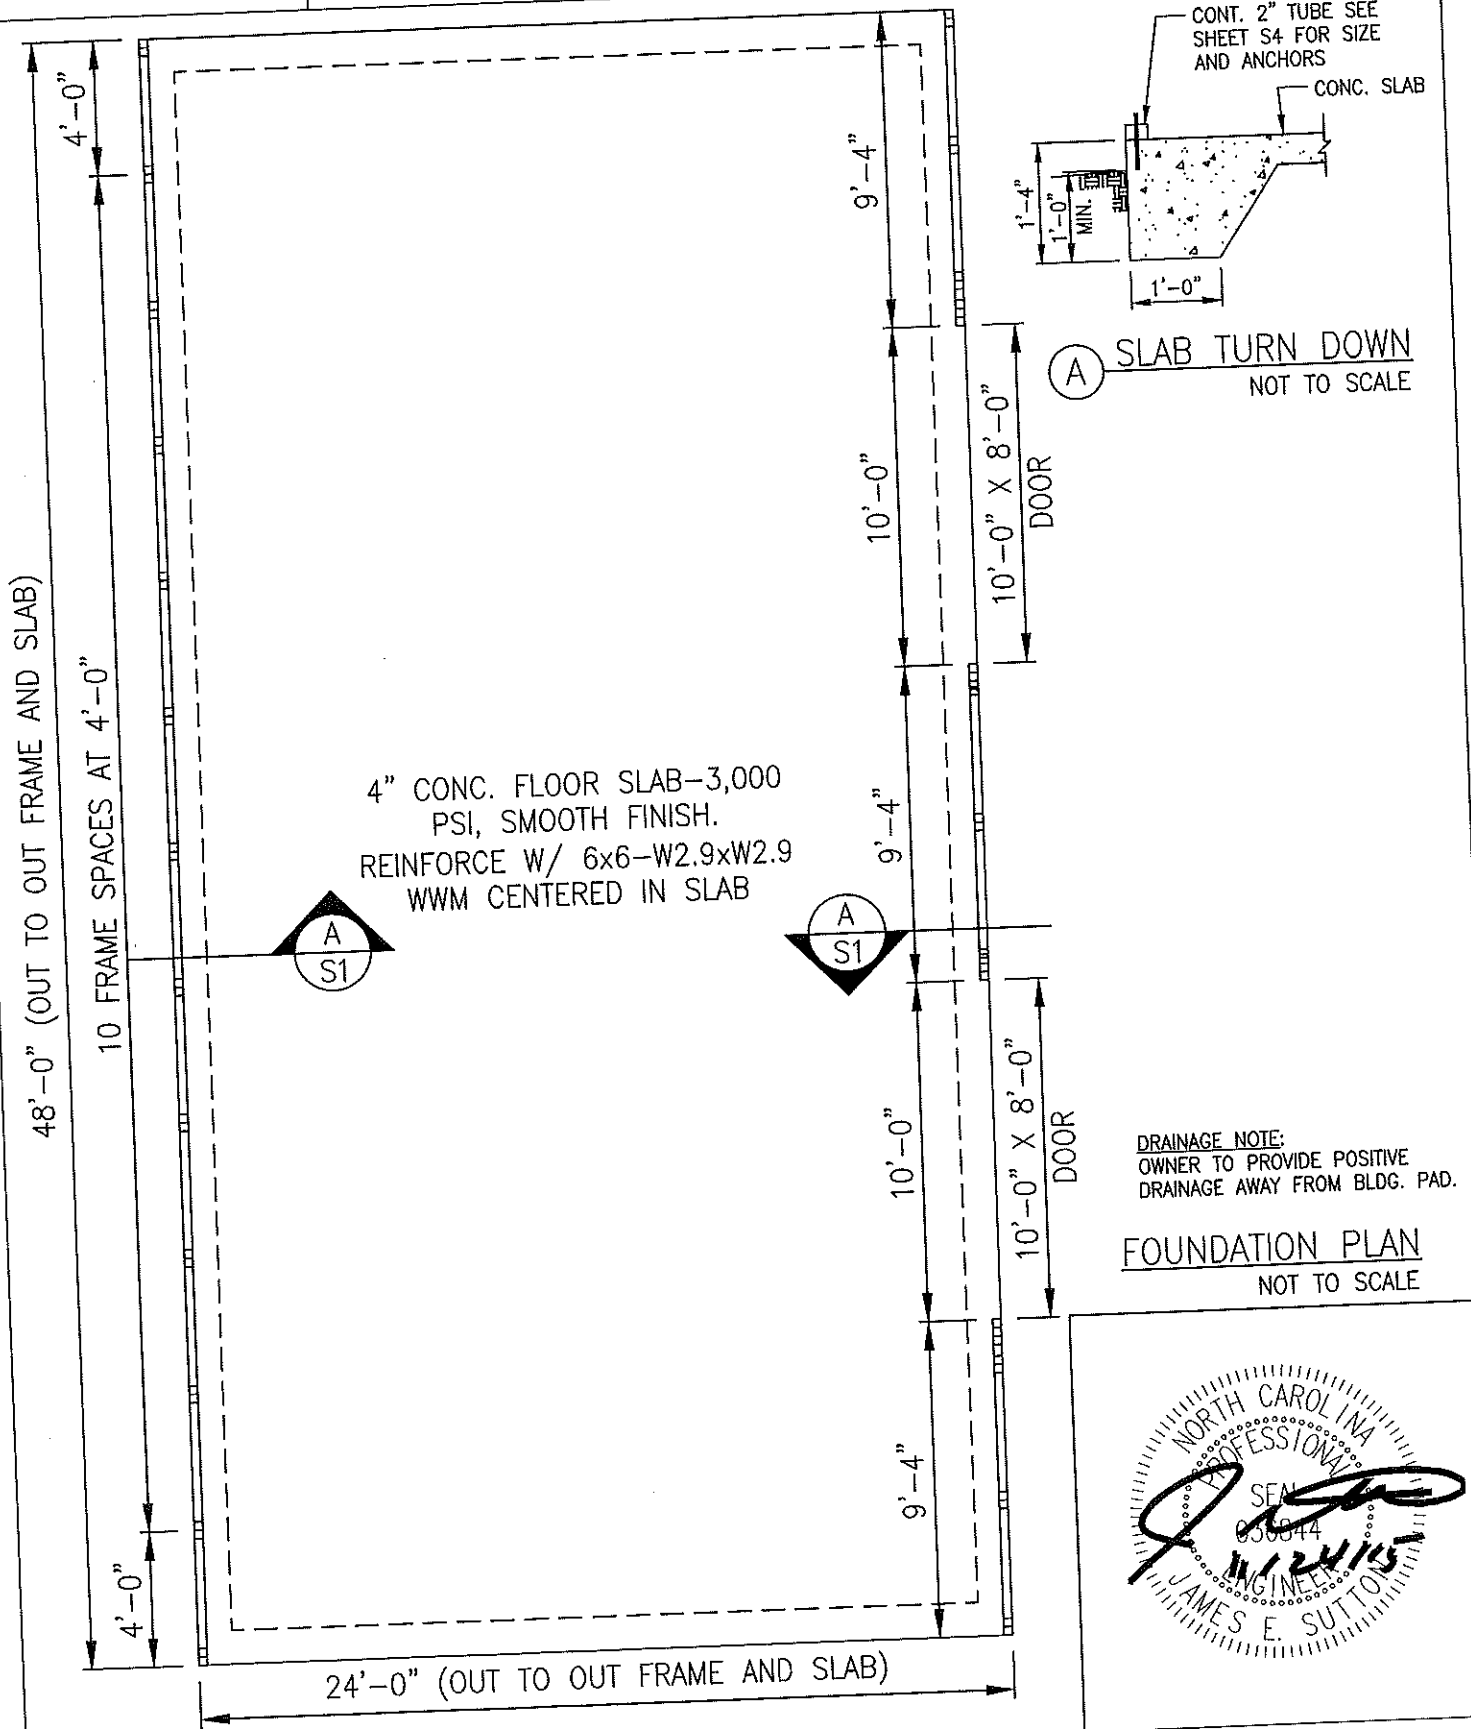 CONT. 2" TUBE SEE
SHEET S4 FOR SIZE
AND ANCHORS
CONC. SLAB
1'-4"
1'-0"
MIN.
1'-0"
A
SLAB TURN DOWN
NOT TO SCALE
4'-0"
48'-0" (OUT TO OUT FRAME AND SLAB)
10 FRAME SPACES AT 4'-0"
4'-0"
9'-4"
10'-0"
10'-0" X 8'-0"
DOOR
9'-4"
4" CONC. FLOOR SLAB-3,000
PSI, SMOOTH FINISH.
REINFORCE W/ 6x6-W2.9xW2.9
WWM CENTERED IN SLAB
A
S1
A
S1
10'-0"
10'-0" X 8'-0"
DOOR
9'-4"
24'-0" (OUT TO OUT FRAME AND SLAB)
DRAINAGE NOTE:
OWNER TO PROVIDE POSITIVE
DRAINAGE AWAY FROM BLDG. PAD.
FOUNDATION PLAN
NOT TO SCALE
NORTH CAROLINA
PROFESSIONAL
SEAL
11/24/15
ENGINEER
JAMES E. SUTTON